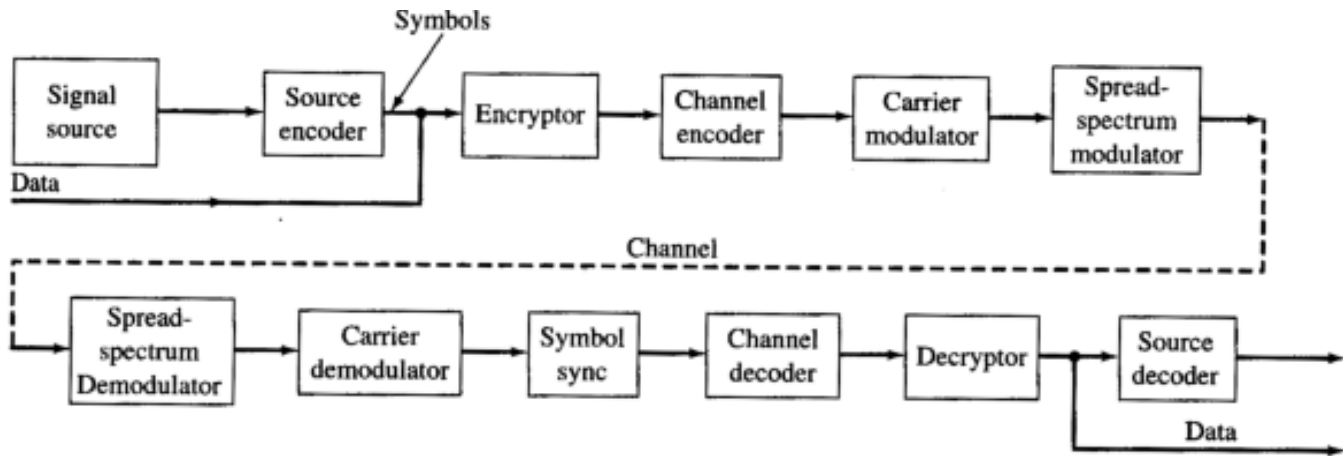 Symbols
Signal
source
Source
encoder
Encryptor
Channel
encoder
Carrier
modulator
Spread-
spectrum
modulator
Data
Channel
Spread-
spectrum
Demodulator
Carrier
demodulator
Symbol
sync
Channel
decoder
Decryptor
Source
decoder
Data